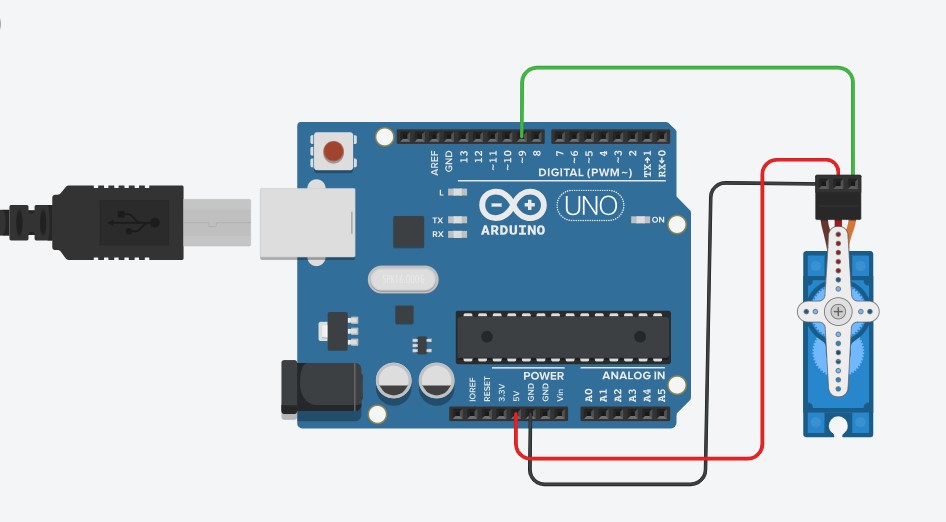 AREF
GND
13
12
~11
~10
~9
8
7
~6
~5
4
~3
2
TX→1
RX←0
DIGITAL (PWM~)
L
TX
RX
UNO
ARDUINO
ON
POWER
ANALOG IN
IOREF
RESET
3.3V
5V
GND
GND
Vin
A0
A1
A2
A3
A4
A5